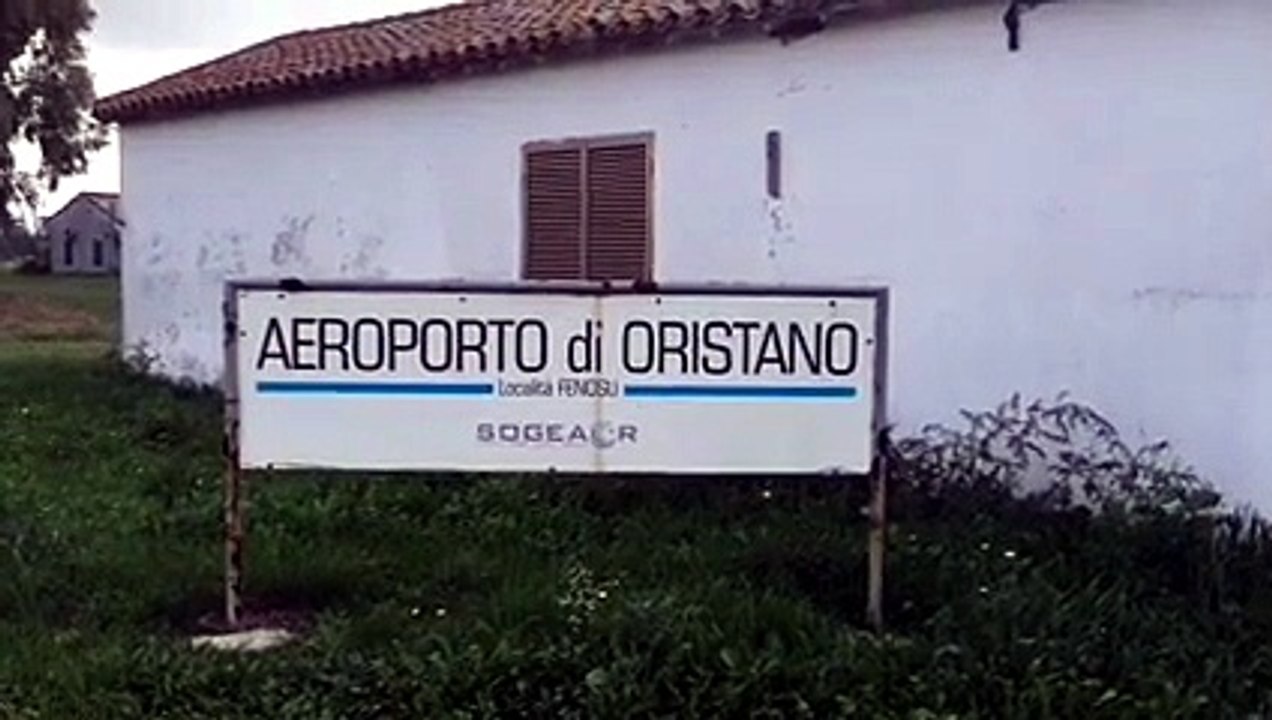 AEROPORTO di ORISTANO
Località FENOSU
SOGEAOR